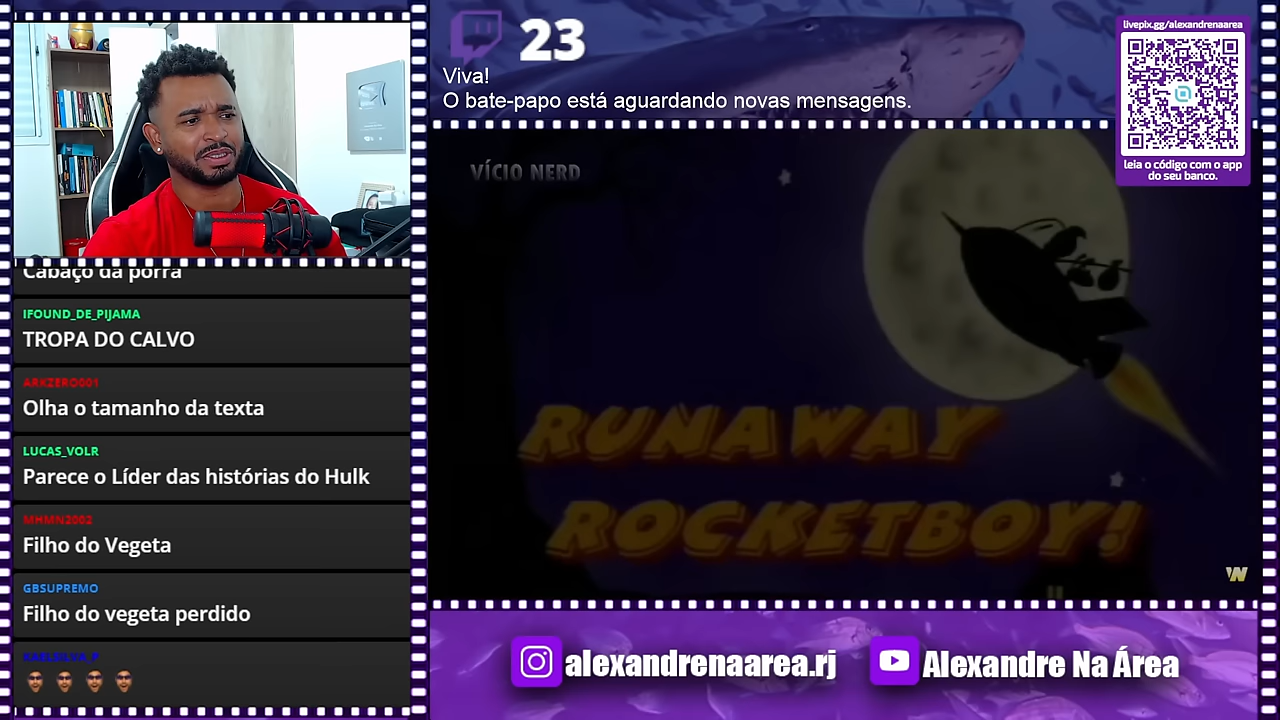 23
Viva!
O bate-papo está aguardando novas mensagens.
livepix.gg/alexandrenaarea
leia o código com o app
do seu banco.
VÍCIO NERD
RUNAWAY
ROCKETBOY!
W
Cabaço da porra
IFOUND_DE_PIJAMA
TROPA DO CALVO
ARKZERO001
Olha o tamanho da texta
LUCAS_VOLR
Parece o Líder das histórias do Hulk
MHMN2002
Filho do Vegeta
GBSUPREMO
Filho do vegeta perdido
alexandrenaarea.rj
Alexandre Na Área